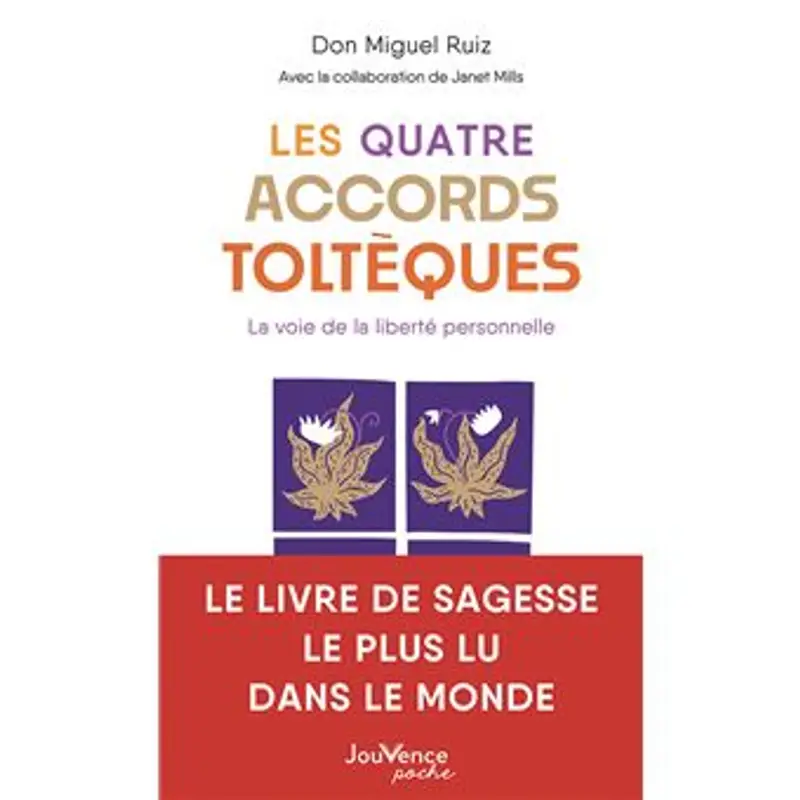 Don Miguel Ruiz
Avec la collaboration de Janet Mills
LES QUATRE
ACCORDS
TOLTÈQUES
La voie de la liberté personnelle
LE LIVRE DE SAGESSE
LE PLUS LU
DANS LE MONDE
JouVence
poche